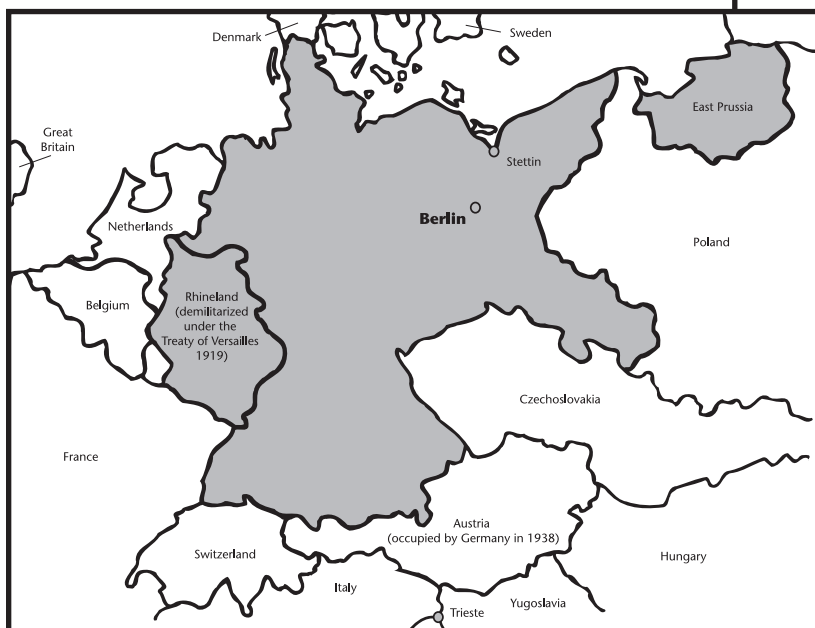 Denmark
Sweden
East Prussia
Great
Britain
Stettin
Berlin
Netherlands
Poland
Belgium
Rhineland
(demilitarized
under the
Treaty of Versailles
1919)
Czechoslovakia
France
Austria
(occupied by Germany in 1938)
Switzerland
Hungary
Italy
Yugoslavia
Trieste